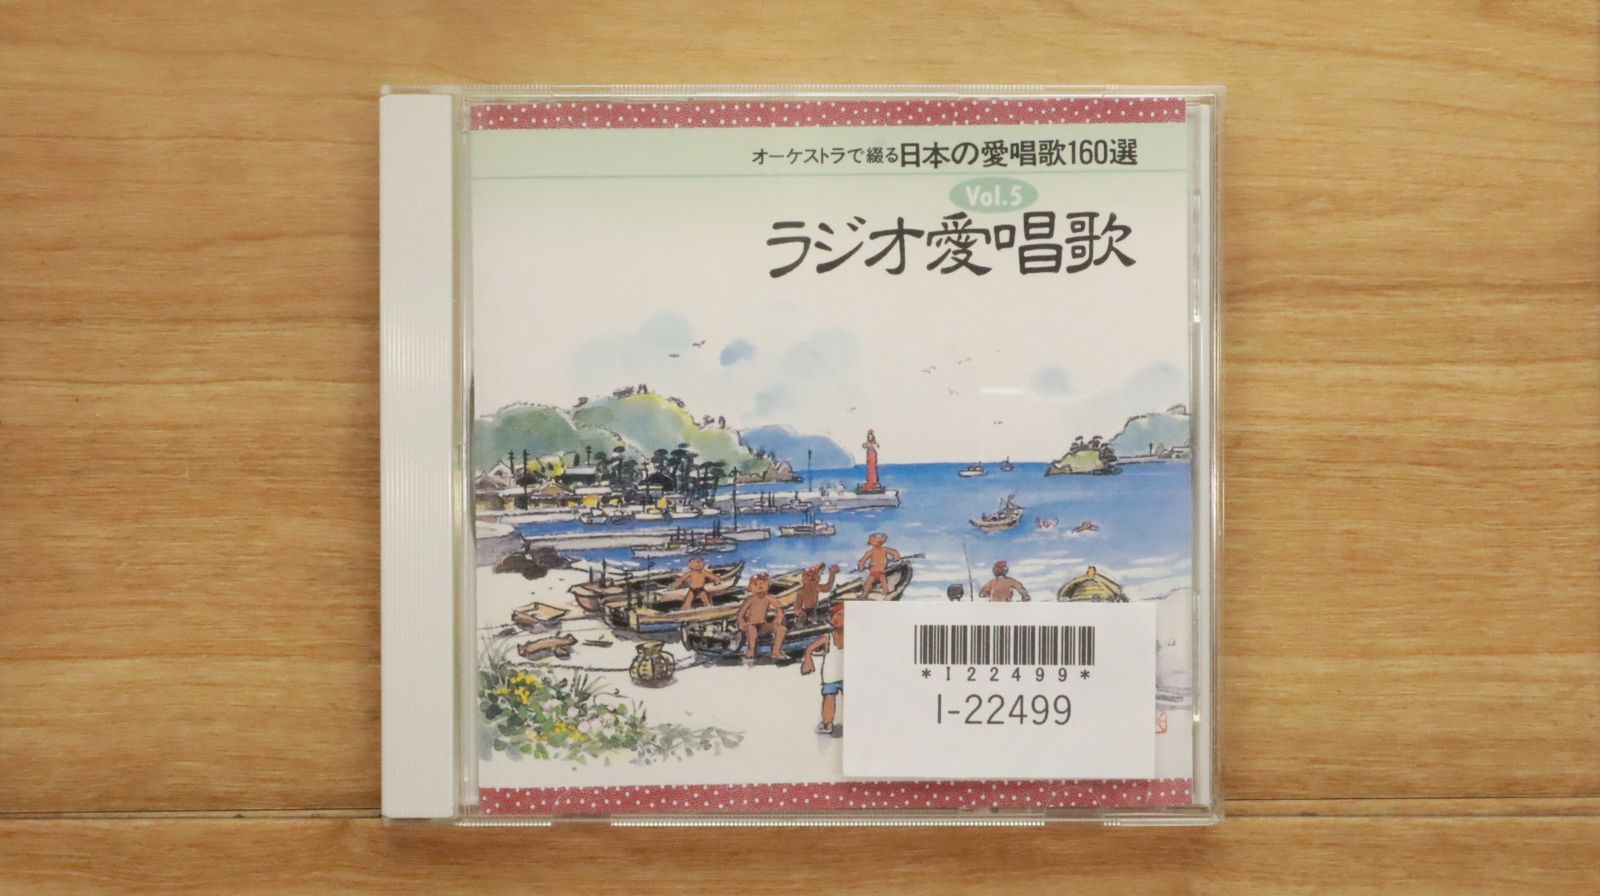 オーケストラで綴る日本の愛唱歌160選
Vol.5
ラジオ愛唱歌
*I22499*
I-22499